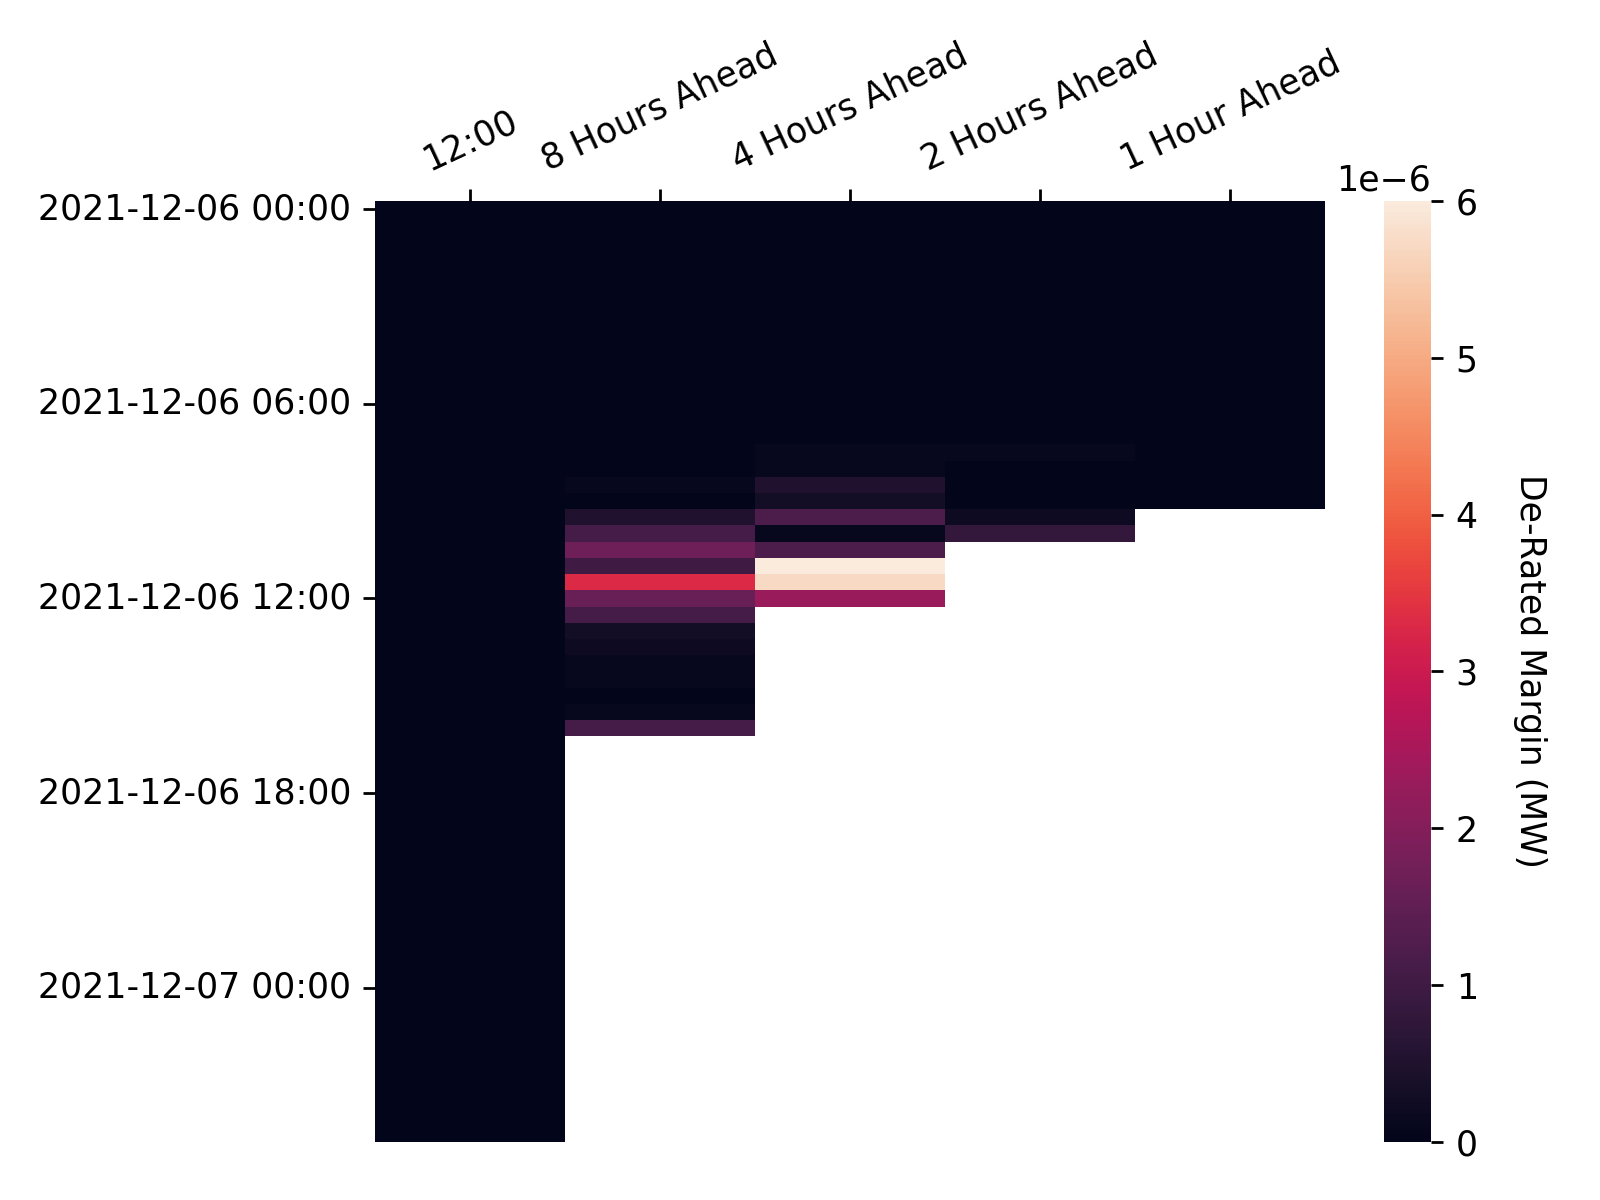 12:00
8 Hours Ahead
4 Hours Ahead
2 Hours Ahead
1 Hour Ahead
2021-12-06 00:00
2021-12-06 06:00
2021-12-06 12:00
2021-12-06 18:00
2021-12-07 00:00
1e−6
6
5
4
3
2
1
0
De-Rated Margin (MW)